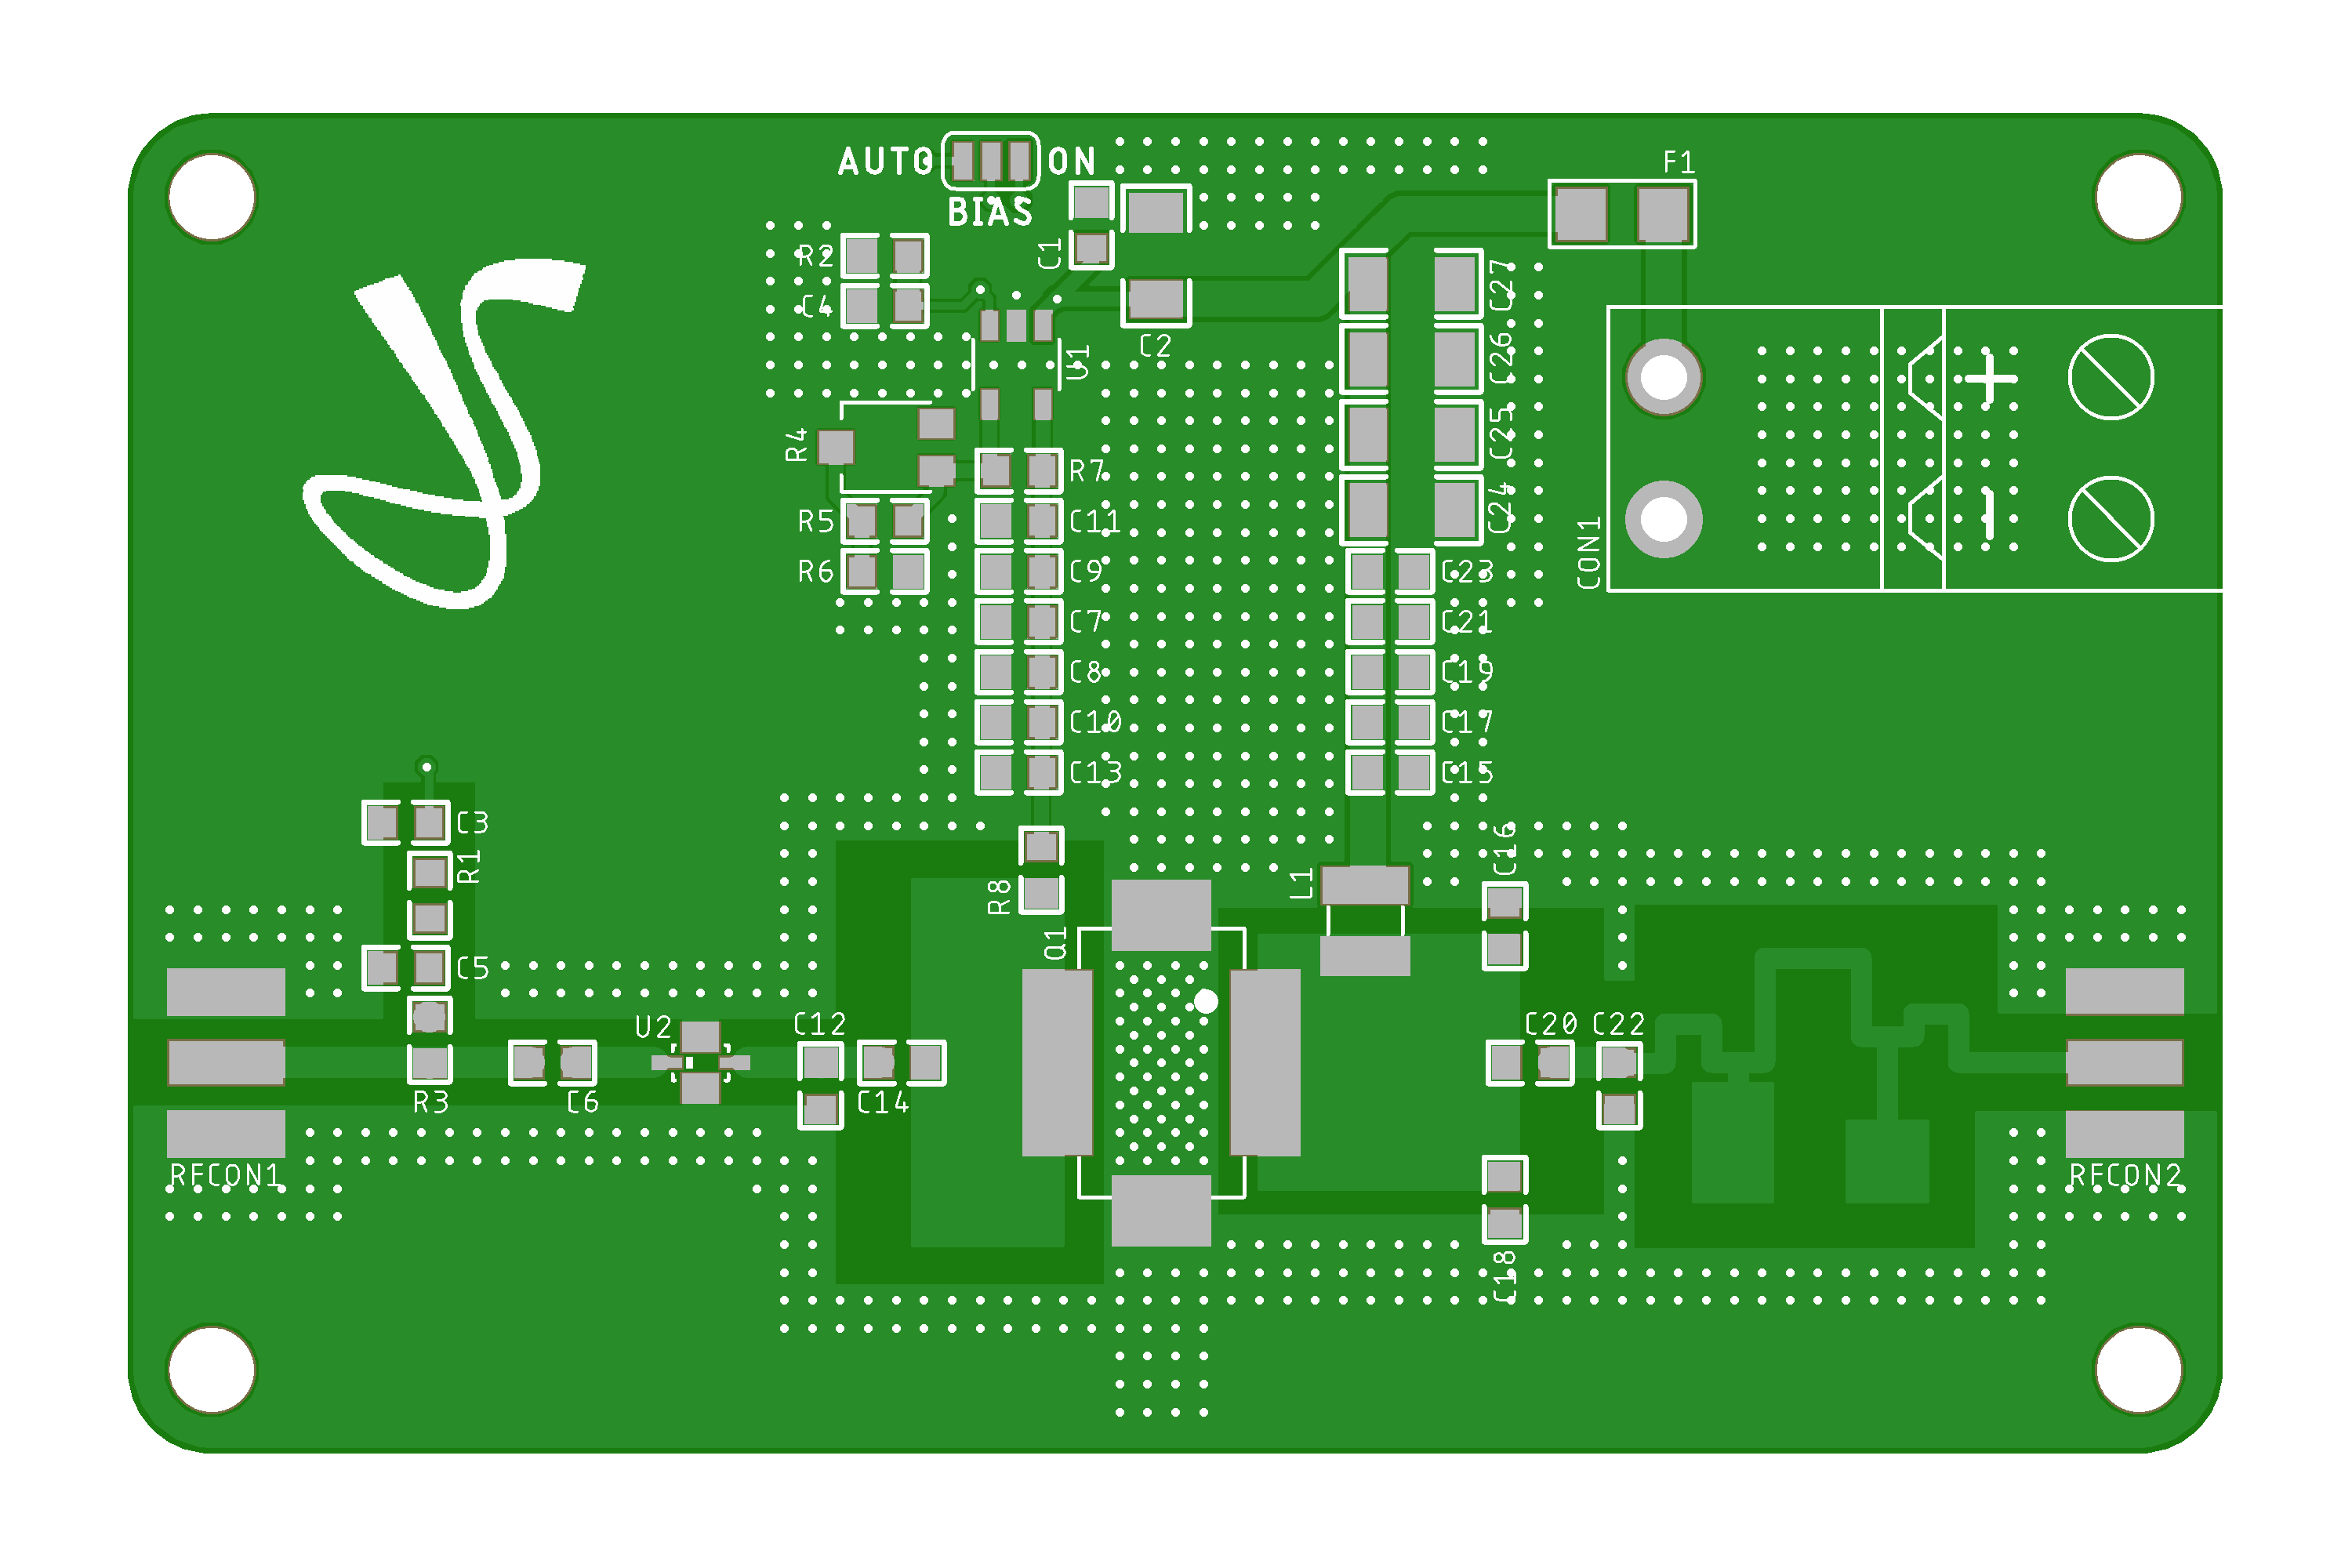 AUTO ON
BIAS
F1
R2
C1
C4
C27
C2
U1
C26
R4
C25
R7
C24
R5
C11
CON1
R6
C9
C23
C7
C21
C8
C19
C10
C17
C13
C15
C3
R1
C16
R8
L1
Q1
C5
U2
C12
C20
C22
R3
C6
C14
RFCON1
RFCON2
C18
+
-